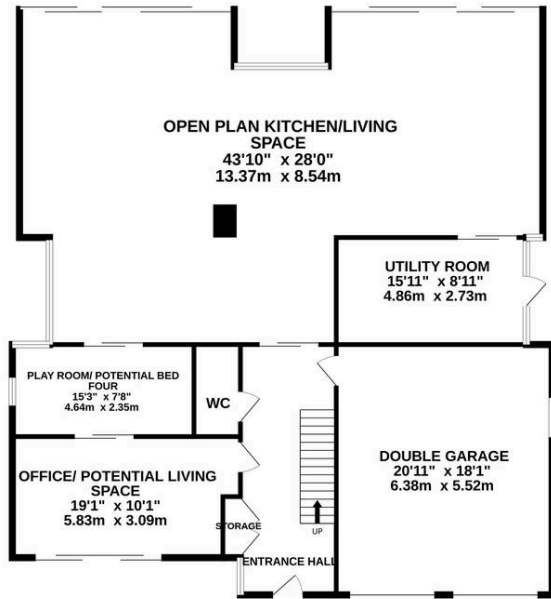 OPEN PLAN KITCHEN/LIVING
SPACE
43'10" x 28'0"
13.37m x 8.54m
UTILITY ROOM
15'11" x 8'11"
4.86m x 2.73m
PLAY ROOM/ POTENTIAL BED
FOUR
15'3" x 7'8"
4.64m x 2.35m
WC
OFFICE/ POTENTIAL LIVING
SPACE
19'1" x 10'1"
5.83m x 3.09m
STORAGE
UP
ENTRANCE HALL
DOUBLE GARAGE
20'11" x 18'1"
6.38m x 5.52m